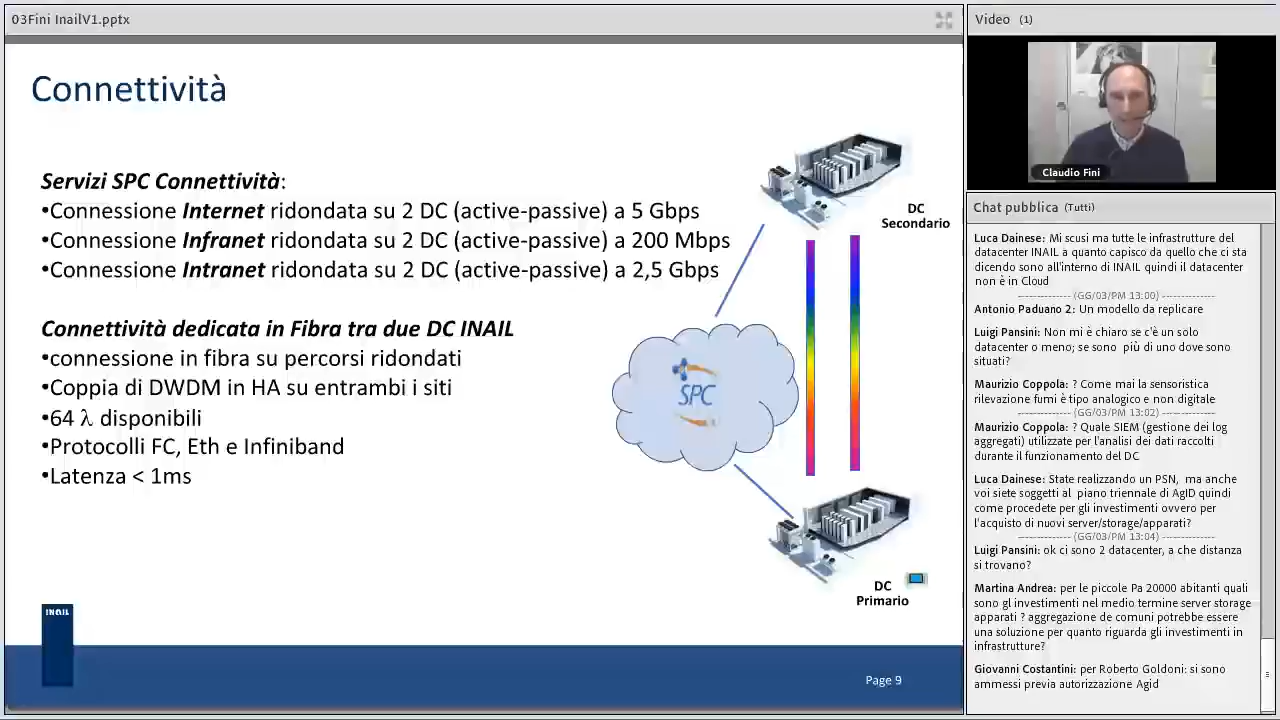 03Fini InailV1.pptx
Connettività
Servizi SPC Connettività:
•Connessione Internet ridondata su 2 DC (active-passive) a 5 Gbps
•Connessione Infranet ridondata su 2 DC (active-passive) a 200 Mbps
•Connessione Intranet ridondata su 2 DC (active-passive) a 2,5 Gbps
Connettività dedicata in Fibra tra due DC INAIL
•connessione in fibra su percorsi ridondati
•Coppia di DWDM in HA su entrambi i siti
•64 λ disponibili
•Protocolli FC, Eth e Infiniband
•Latenza < 1ms
DC
Secondario
SPC
DC
Primario
INAIL
Page 9
Video (1)
Claudio Fini
Chat pubblica (Tutti)
Luca Dainese: Mi scusi ma tutte le infrastrutture del
datacenter INAIL a quanto capisco da quello che ci sta
dicendo sono all'interno di INAIL quindi il datacenter
non è in Cloud
(GG/03/PM 13:00)
Antonio Paduano 2: Un modello da replicare
Luigi Pansini: Non mi è chiaro se c'è un solo
datacenter o meno; se sono più di uno dove sono
situati?
Maurizio Coppola: ? Come mai la sensoristica
rilevazione fumi è tipo analogico e non digitale
(GG/03/PM 13:02)
Maurizio Coppola: ? Quale SIEM (gestione dei log
aggregati) utilizzate per l'analisi dei dati raccolti
durante il funzionamento del DC
Luca Dainese: State realizzando un PSN, ma anche
voi siete soggetti al piano triennale di AgID quindi
come procedete per gli investimenti ovvero per
l'acquisto di nuovi server/storage/apparati?
(GG/03/PM 13:04)
Luigi Pansini: ok ci sono 2 datacenter, a che distanza
si trovano?
Martina Andrea: per le piccole Pa 20000 abitanti quali
sono gli investimenti nel medio termine server storage
apparati ? aggregazione de comuni potrebbe essere
una soluzione per quanto riguarda gli investimenti in
infrastrutture?
Giovanni Costantini: per Roberto Goldoni: si sono
ammessi previa autorizzazione Agid